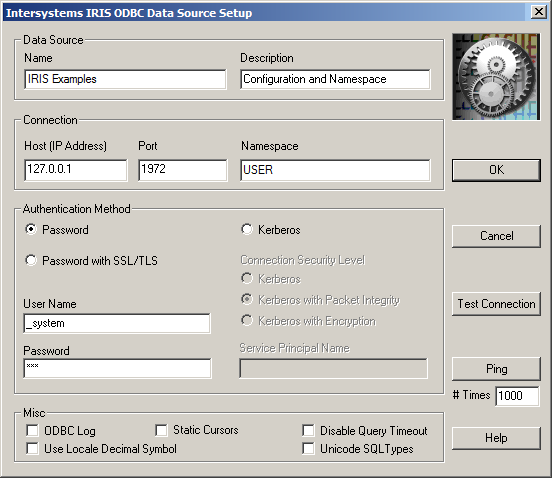 Intersystems IRIS ODBC Data Source Setup
Data Source
Name Description
IRIS Examples Configuration and Namespace
Connection
Host (IP Address) Port Namespace
127.0.0.1 1972 USER
OK
Authentication Method
Password Kerberos
Cancel
Password with SSL/TLS Connection Security Level
Kerberos
User Name Kerberos with Packet Integrity
Test Connection
_system Kerberos with Encryption
Password Service Principal Name
***
Ping
# Times 1000
Misc
ODBC Log Static Cursors Disable Query Timeout
Help
Use Locale Decimal Symbol Unicode SQLTypes